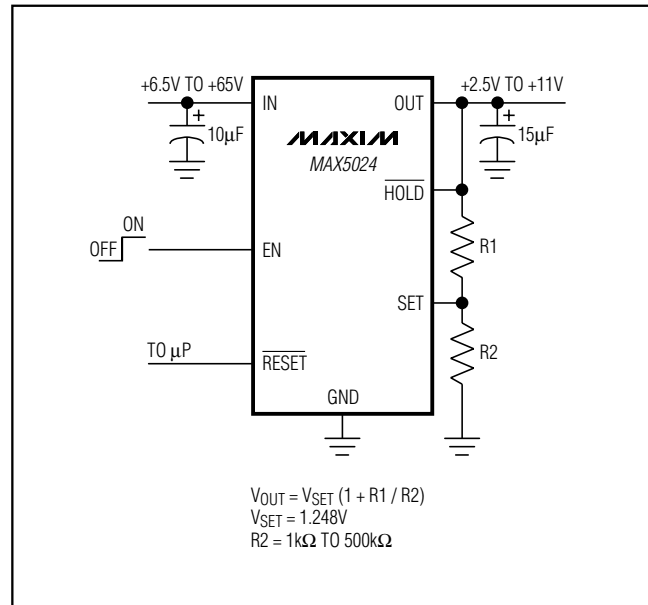 +6.5V TO +65V
+2.5V TO +11V
IN
OUT
+
10μF
+
15μF
MAXIM
MAX5024
HOLD
ON
OFF
EN
R1
SET
TO μP
RESET
R2
GND
VOUT = VSET (1 + R1 / R2)
VSET = 1.248V
R2 = 1kΩ TO 500kΩ